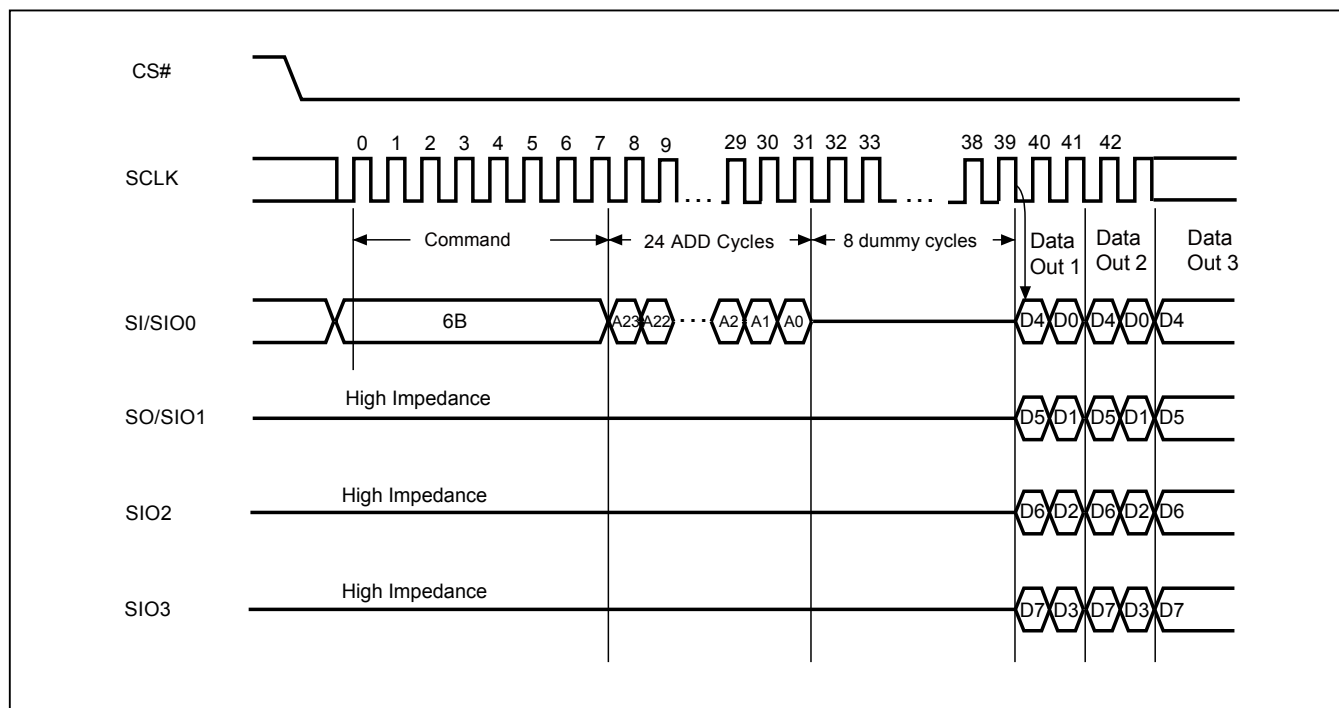 CS#
0 1 2 3 4 5 6 7 8 9 29 30 31 32 33 38 39 40 41 42
SCLK
Command 24 ADD Cycles 8 dummy cycles Data Out 1 Data Out 2 Data Out 3
SI/SIO0 6B A23 A22 A2 A1 A0 D4 D0 D4 D0 D4
High Impedance
SO/SIO1 D5 D1 D5 D1 D5
High Impedance
SIO2 D6 D2 D6 D2 D6
High Impedance
SIO3 D7 D3 D7 D3 D7